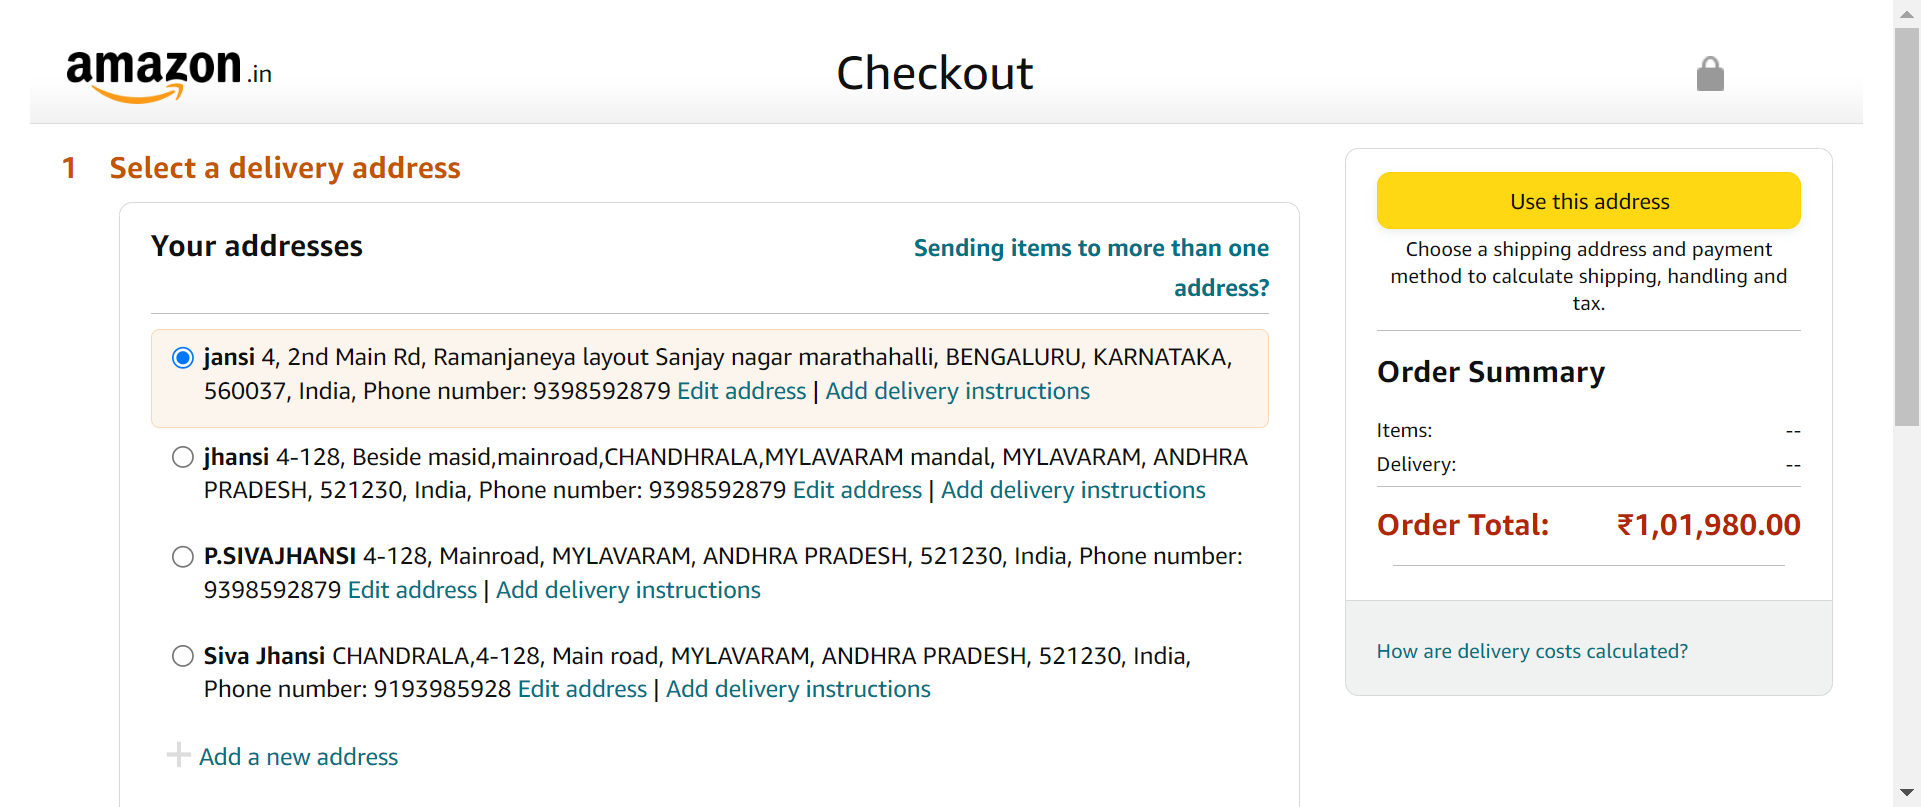 amazon.in
Checkout
1 Select a delivery address
Your addresses
Sending items to more than one
address?
jansi 4, 2nd Main Rd, Ramanjaneya layout Sanjay nagar marathahalli, BENGALURU, KARNATAKA,
560037, India, Phone number: 9398592879 Edit address | Add delivery instructions
jhansi 4-128, Beside masid,mainroad,CHANDHRALA,MYLAVARAM mandal, MYLAVARAM, ANDHRA
PRADESH, 521230, India, Phone number: 9398592879 Edit address | Add delivery instructions
P.SIVAJHANSI 4-128, Mainroad, MYLAVARAM, ANDHRA PRADESH, 521230, India, Phone number:
9398592879 Edit address | Add delivery instructions
Siva Jhansi CHANDRALA,4-128, Main road, MYLAVARAM, ANDHRA PRADESH, 521230, India,
Phone number: 9193985928 Edit address | Add delivery instructions
Add a new address
Use this address
Choose a shipping address and payment
method to calculate shipping, handling and
tax.
Order Summary
Items: --
Delivery: --
Order Total: ₹1,01,980.00
How are delivery costs calculated?